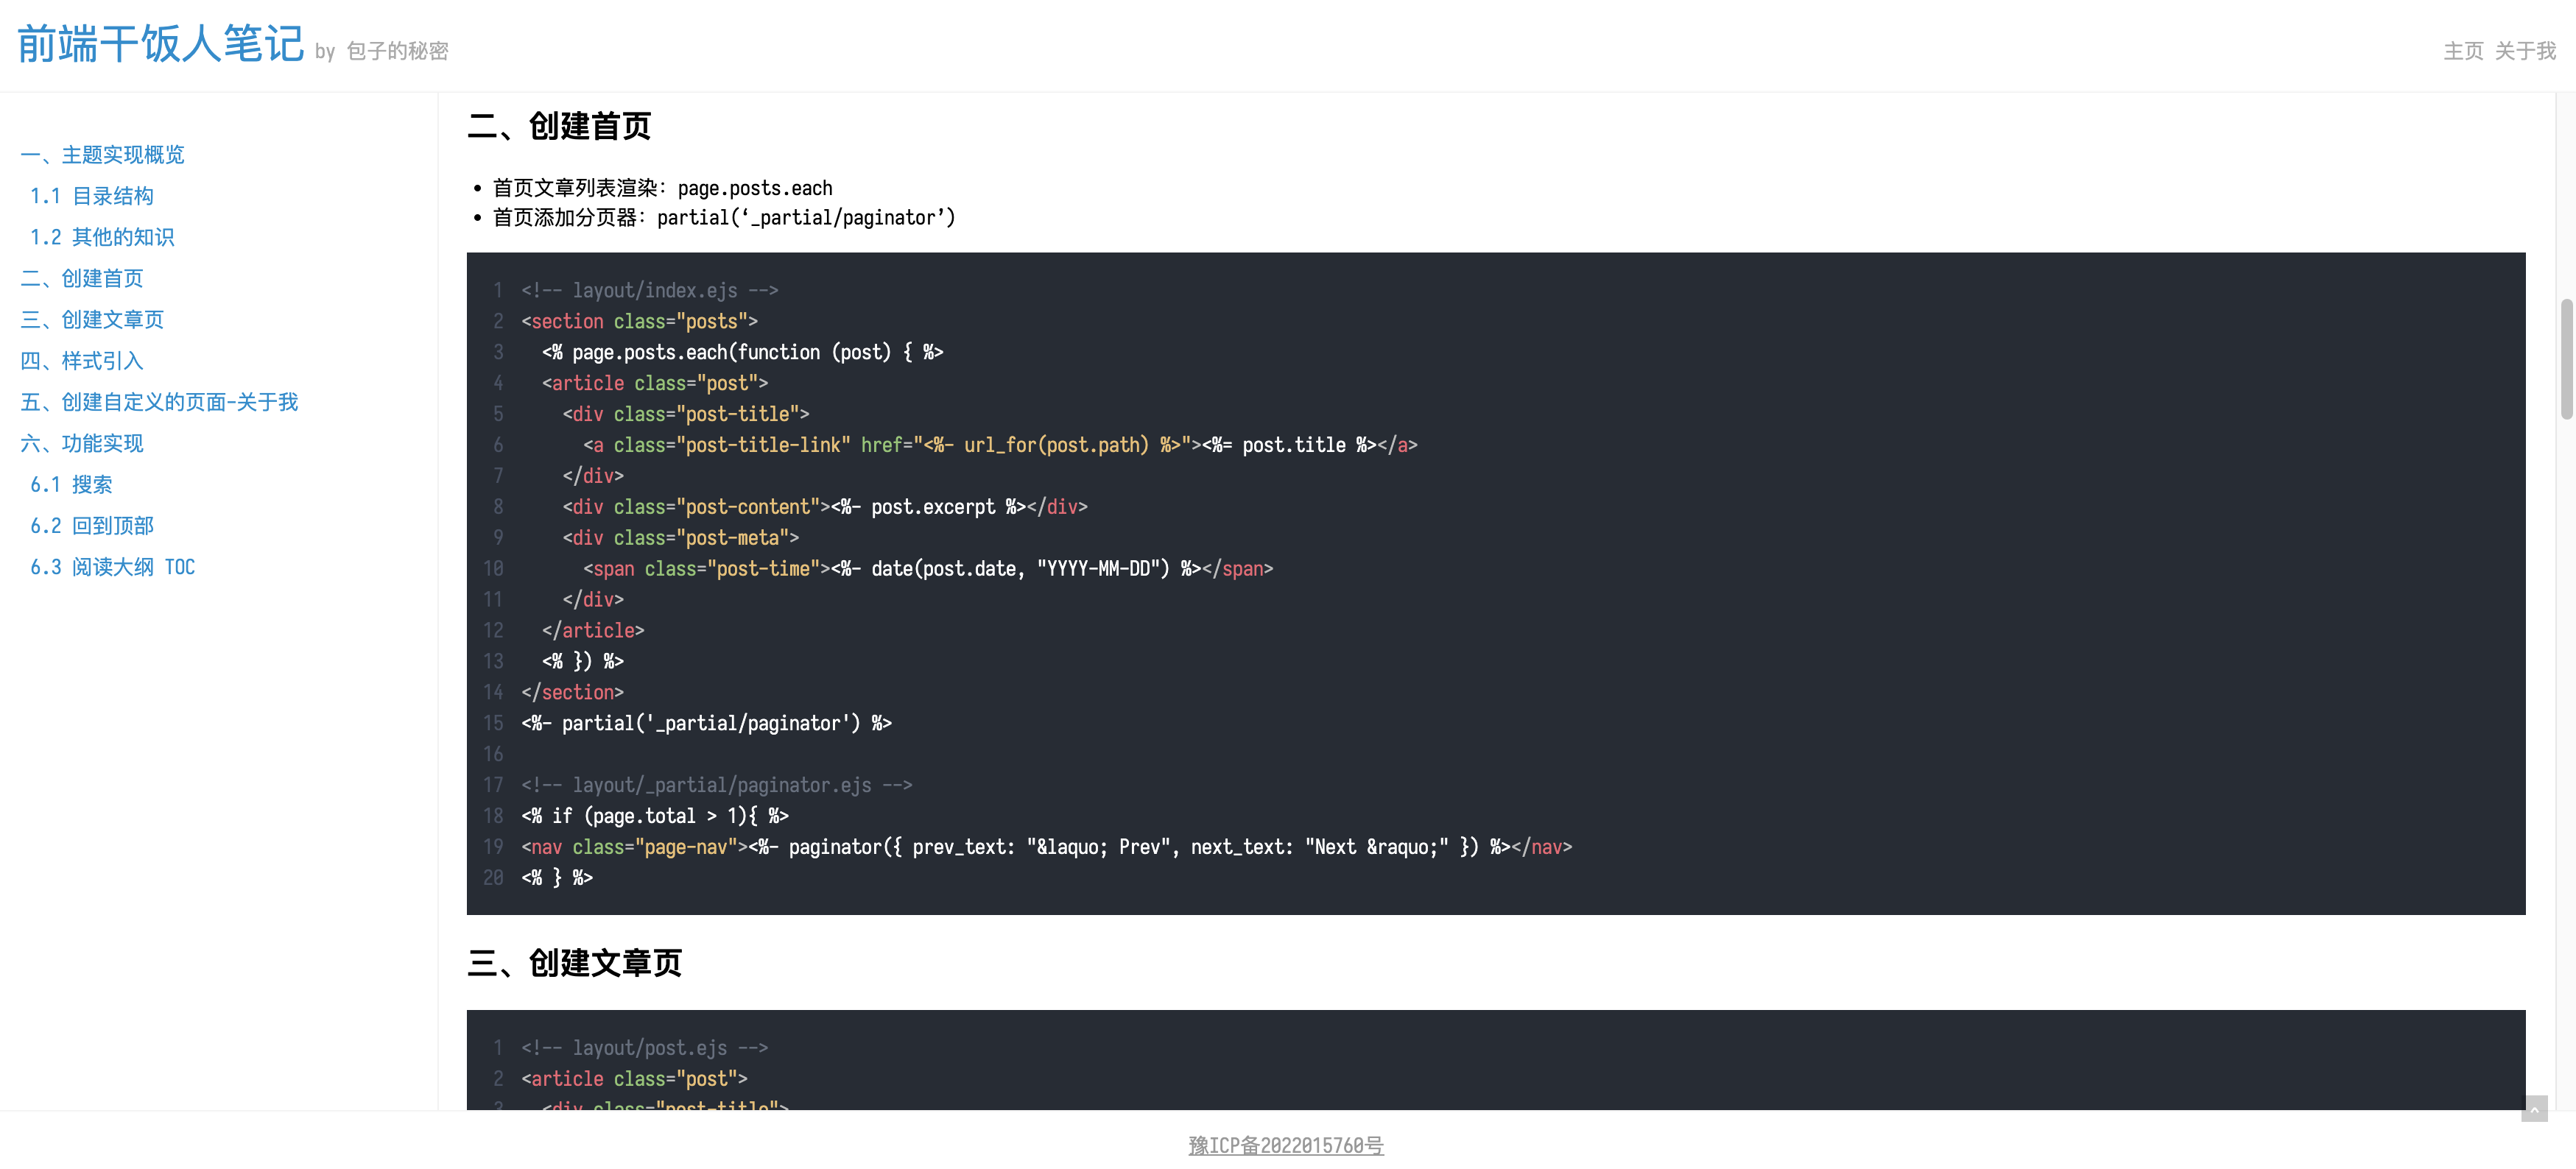 前端干饭人笔记 by 包子的秘密
主页 关于我
一、主题实现概览
1.1 目录结构
1.2 其他的知识
二、创建首页
三、创建文章页
四、样式引入
五、创建自定义的页面-关于我
六、功能实现
6.1 搜索
6.2 回到顶部
6.3 阅读大纲 TOC
二、创建首页
• 首页文章列表渲染：page.posts.each
• 首页添加分页器：partial(‘_partial/paginator’)
1 <!-- layout/index.ejs -->
2 <section class="posts">
3   <% page.posts.each(function (post) { %>
4   <article class="post">
5     <div class="post-title">
6       <a class="post-title-link" href="<%- url_for(post.path) %>"><%= post.title %></a>
7     </div>
8     <div class="post-content"><%- post.excerpt %></div>
9     <div class="post-meta">
10       <span class="post-time"><%- date(post.date, "YYYY-MM-DD") %></span>
11     </div>
12   </article>
13   <% }) %>
14 </section>
15 <%- partial('_partial/paginator') %>
16
17 <!-- layout/_partial/paginator.ejs -->
18 <% if (page.total > 1){ %>
19 <nav class="page-nav"><%- paginator({ prev_text: "&laquo; Prev", next_text: "Next &raquo;" }) %></nav>
20 <% } %>
三、创建文章页
1 <!-- layout/post.ejs -->
2 <article class="post">
3   <div class="post-title">
豫ICP备2022015760号